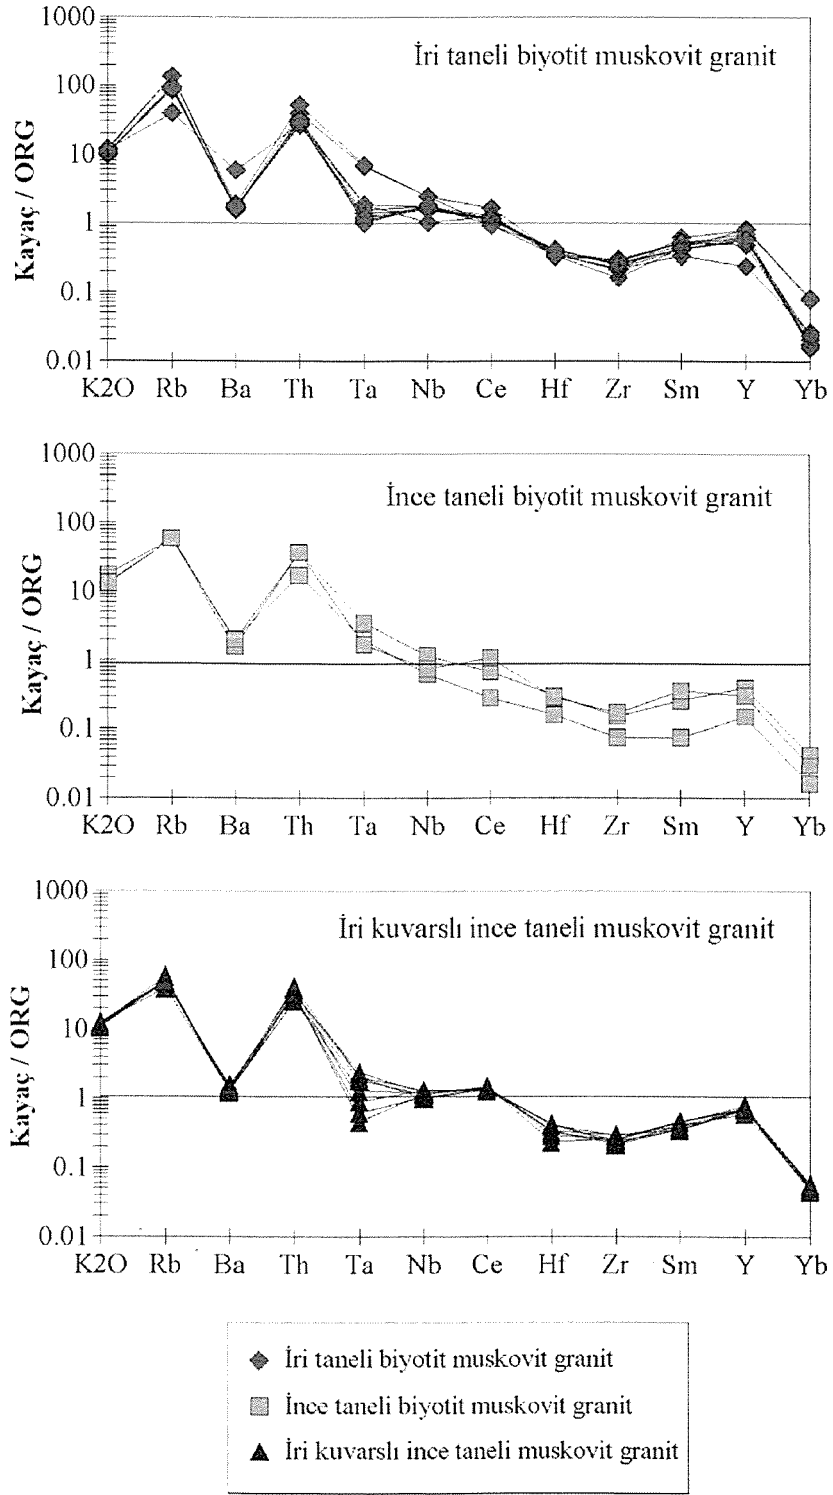 İri taneli biyotit muskovit granit
Kayaç / ORG
1000
100
10
1
0.1
0.01
K2O Rb Ba Th Ta Nb Ce Hf Zr Sm Y Yb
İnce taneli biyotit muskovit granit
Kayaç / ORG
1000
100
10
1
0.1
0.01
K2O Rb Ba Th Ta Nb Ce Hf Zr Sm Y Yb
İri kuvarslı ince taneli muskovit granit
Kayaç / ORG
1000
100
10
1
0.1
0.01
K2O Rb Ba Th Ta Nb Ce Hf Zr Sm Y Yb
İri taneli biyotit muskovit granit
İnce taneli biyotit muskovit granit
İri kuvarslı ince taneli muskovit granit